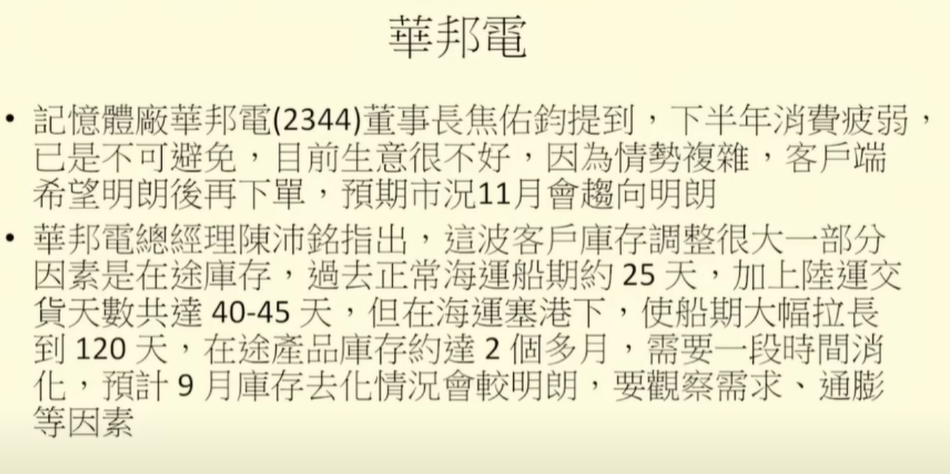 華邦電
• 記憶體廠華邦電(2344)董事長焦佑鈞提到，下半年消費疲弱，
已是不可避免，目前生意很不好，因為情勢複雜，客戶端
希望明朗後再下單，預期市況11月會趨向明朗
• 華邦電總經理陳沛銘指出，這波客戶庫存調整很大一部分
因素是在途庫存，過去正常海運船期約 25 天，加上陸運交
貨天數共達 40-45 天，但在海運塞港下，使船期大幅拉長
到 120 天，在途產品庫存約達 2 個多月，需要一段時間消
化，預計 9 月庫存去化情況會較明朗，要觀察需求、通膨
等因素